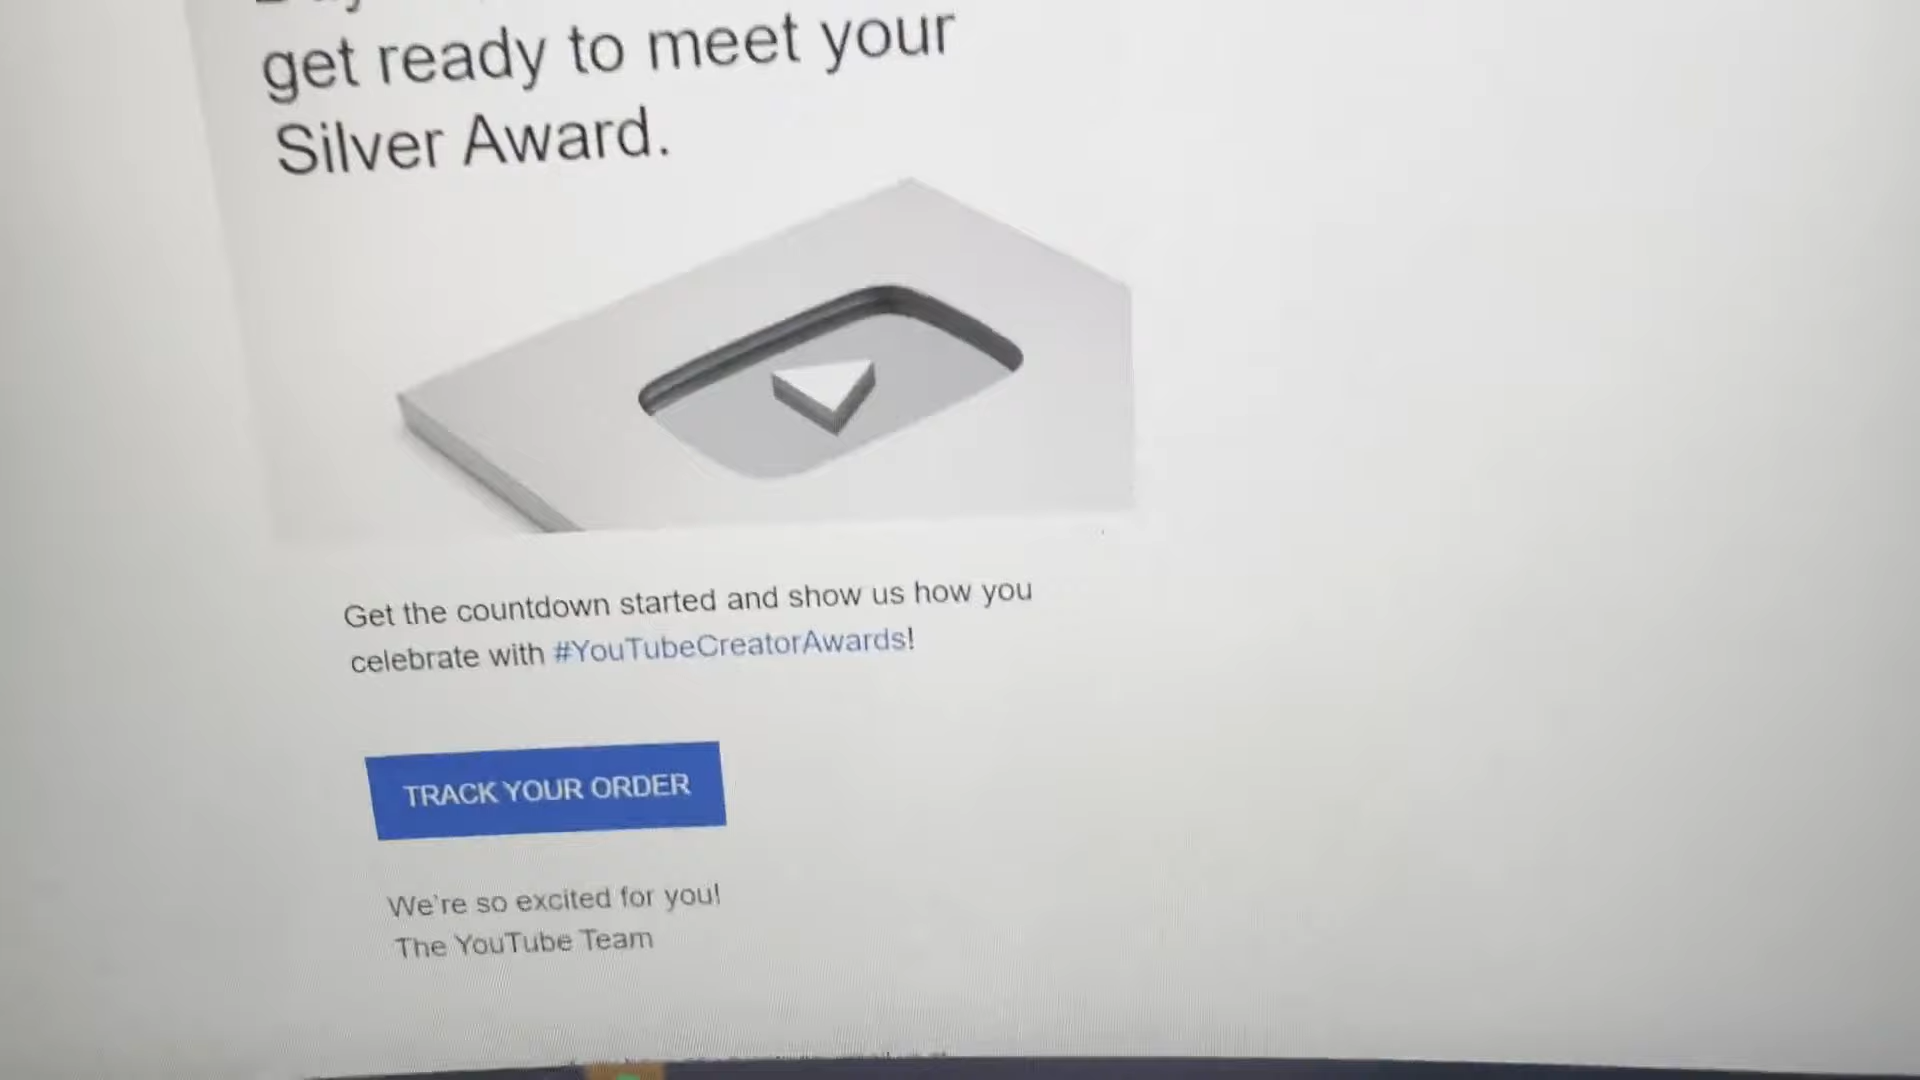 get ready to meet your
Silver Award.
Get the countdown started and show us how you
celebrate with #YouTubeCreatorAwards!
TRACK YOUR ORDER
We're so excited for you!
The YouTube Team